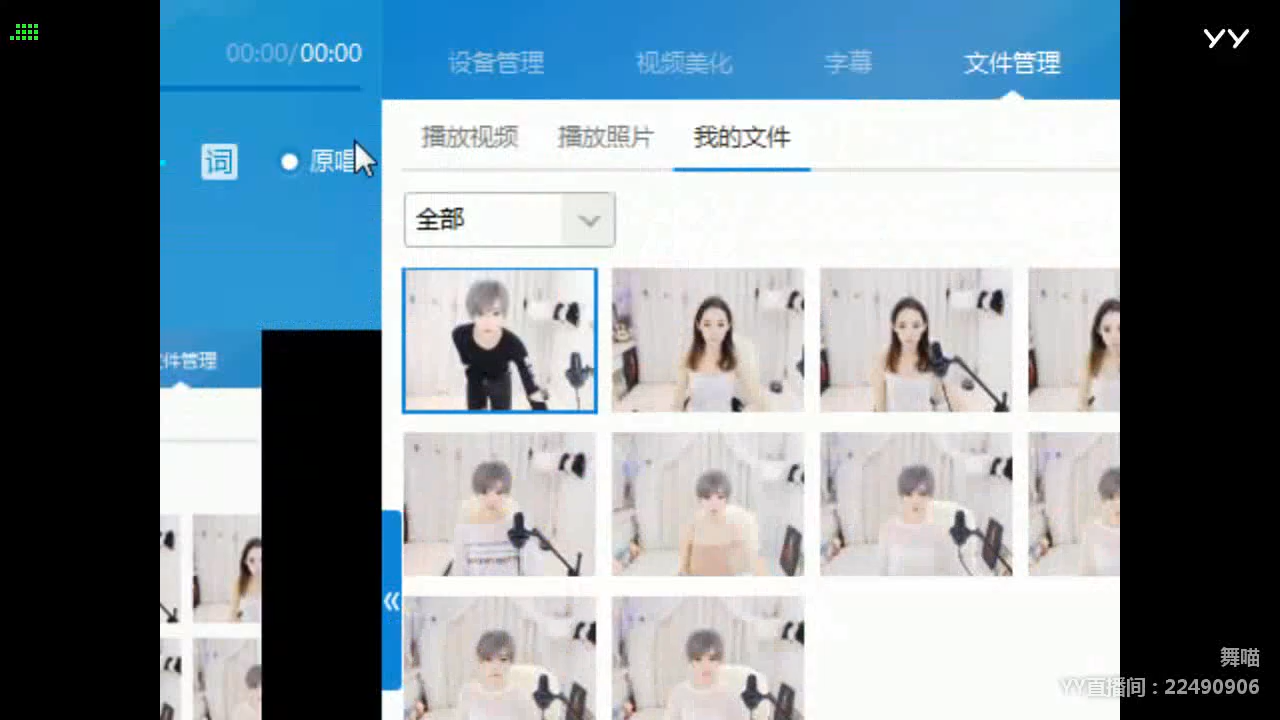 YY
00:00/00:00
设备管理 视频美化 字幕 文件管理
播放视频 播放照片 我的文件
词 原唱
全部
件管理
舞喵
YY直播间：22490906